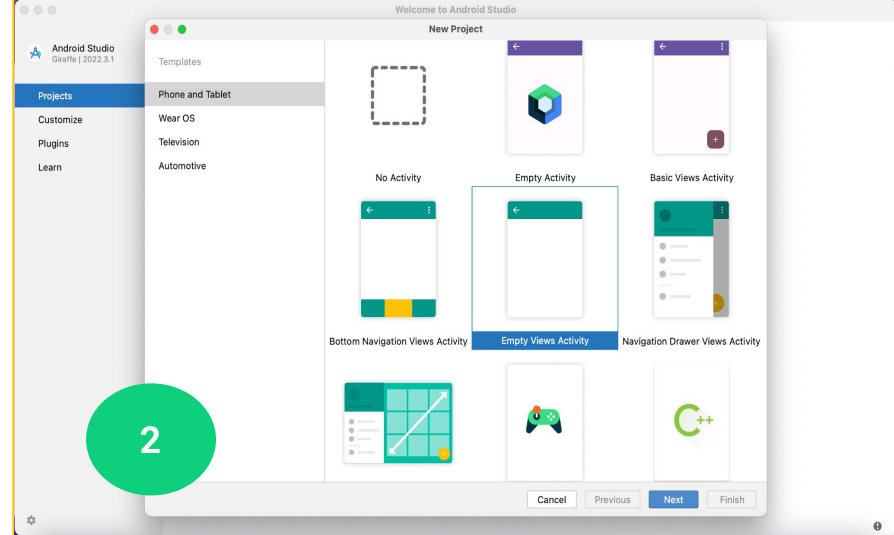 Welcome to Android Studio
New Project
Android Studio
Giraffe | 2022.3.1
Projects
Customize
Plugins
Learn
Templates
Phone and Tablet
Wear OS
Television
Automotive
No Activity
Empty Activity
Basic Views Activity
Bottom Navigation Views Activity
Empty Views Activity
Navigation Drawer Views Activity
C++
2
Cancel
Previous
Next
Finish